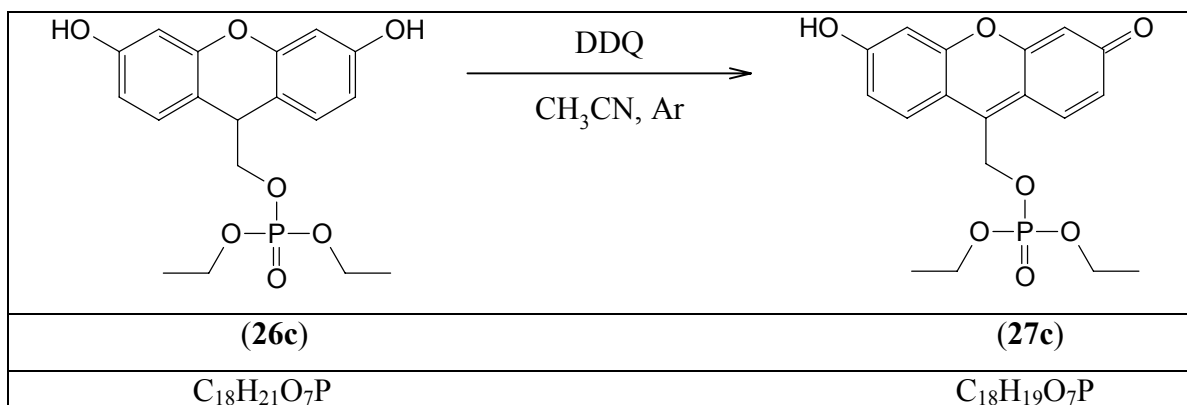 HO O OH
DDQ
CH₃CN, Ar
HO O O
O
O P O
O
O
O P O
O
(26c) (27c)
C₁₈H₂₁O₇P C₁₈H₁₉O₇P